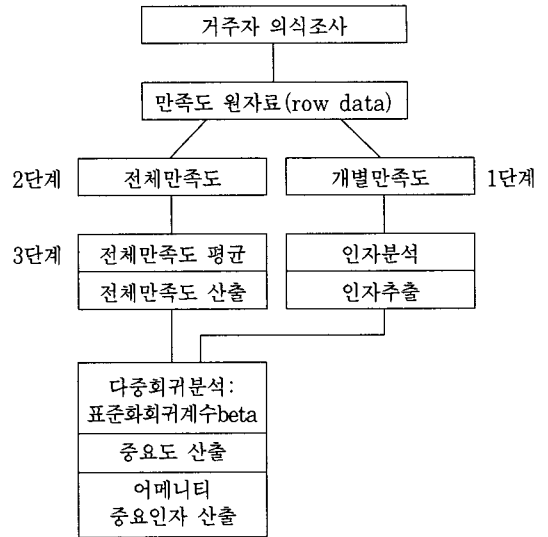 거주자 의식조사
만족도 원자료(row data)
2단계 전체만족도 개별만족도 1단계
3단계 전체만족도 평균 인자분석
전체만족도 산출 인자추출
다중회귀분석:
표준화회귀계수beta
중요도 산출
어메니티
중요인자 산출